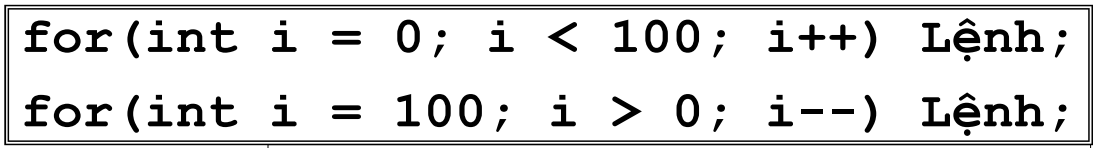 for(int i = 0; i < 100; i++) Lệnh;
for(int i = 100; i > 0; i--) Lệnh;